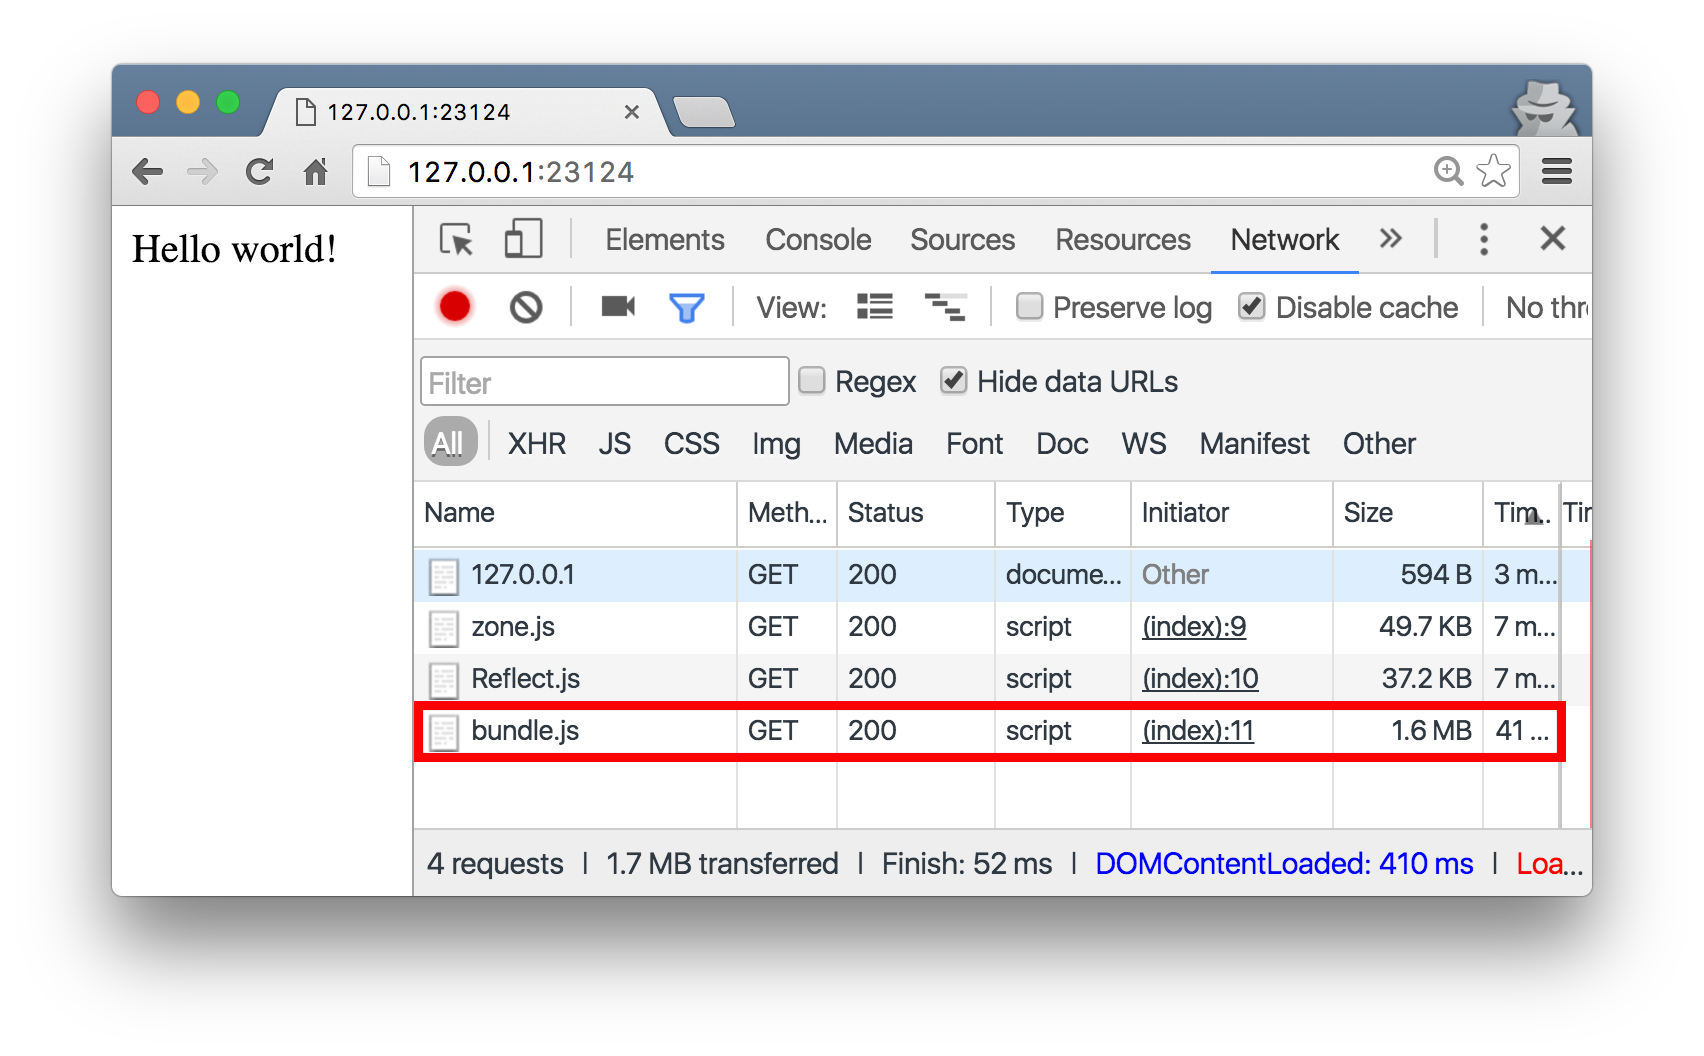 127.0.0.1:23124
127.0.0.1:23124
Hello world!
Elements Console Sources Resources Network
View: Preserve log Disable cache No thr
Filter Regex Hide data URLs
All XHR JS CSS Img Media Font Doc WS Manifest Other
Name Meth... Status Type Initiator Size Tim.. Tir
127.0.0.1 GET 200 docume... Other 594 B 3 m...
zone.js GET 200 script (index):9 49.7 KB 7 m...
Reflect.js GET 200 script (index):10 37.2 KB 7 m...
bundle.js GET 200 script (index):11 1.6 MB 41 ...
4 requests | 1.7 MB transferred | Finish: 52 ms | DOMContentLoaded: 410 ms | Loa...